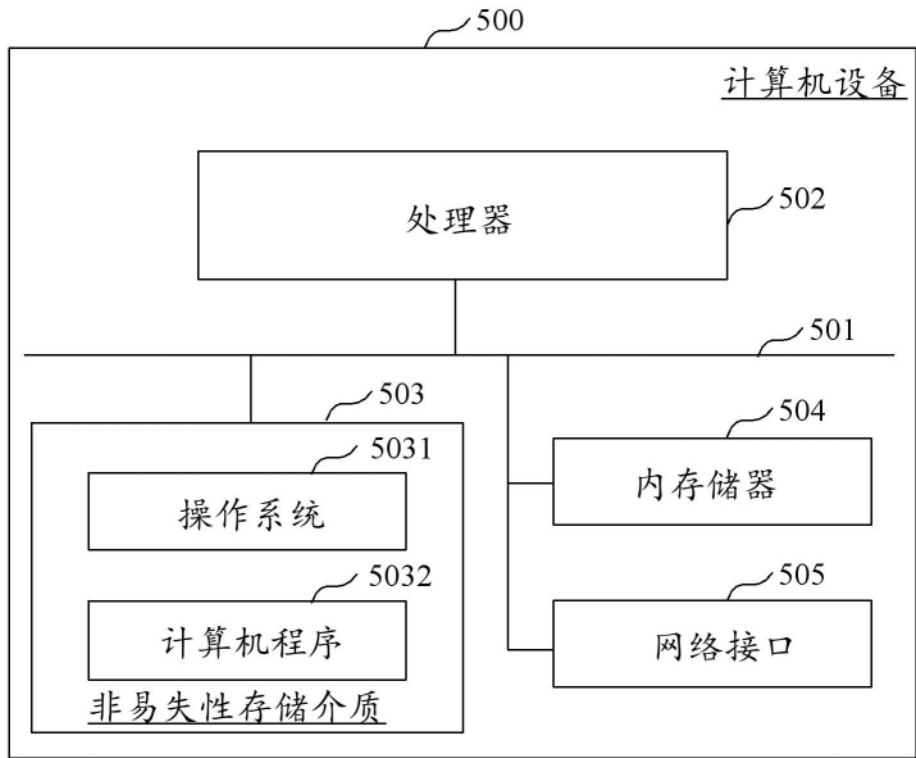 500
计算机设备
502
处理器
501
503
504
5031
操作系统
内存储器
5032
505
计算机程序
网络接口
非易失性存储介质